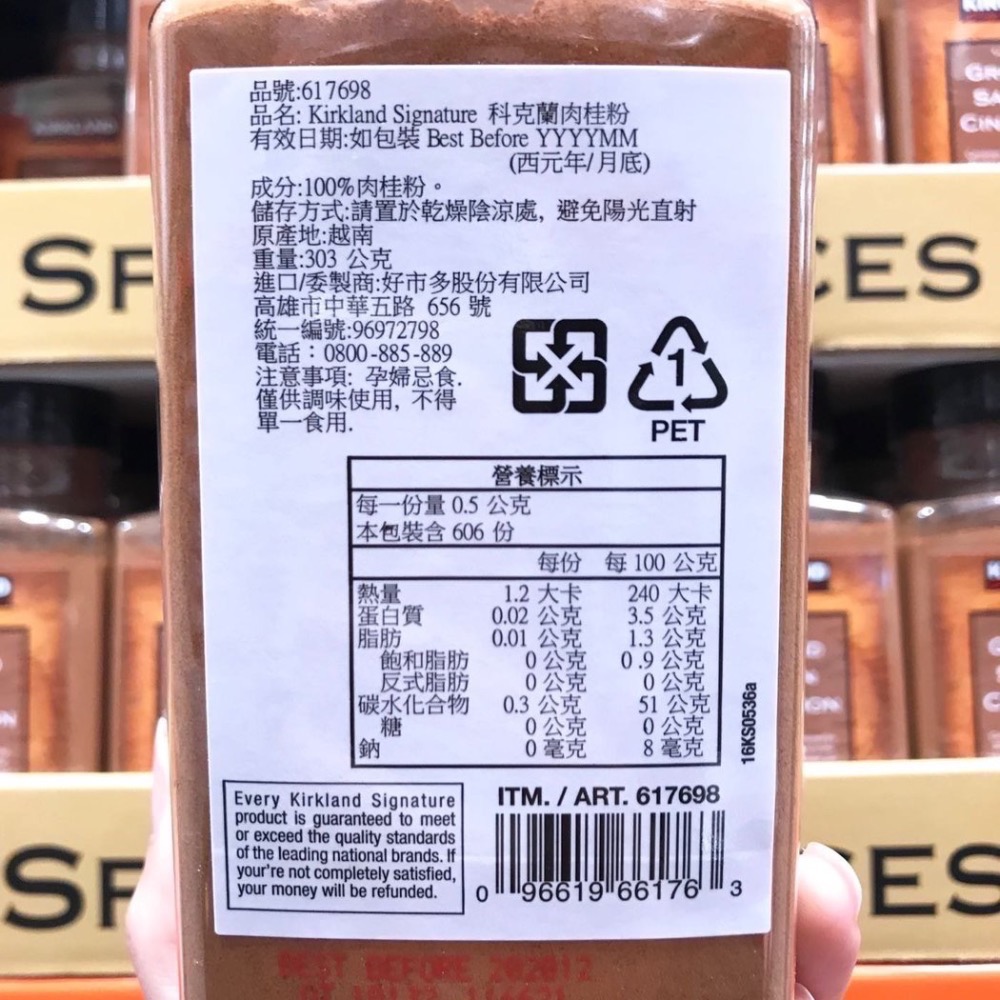 品號:617698
品名: Kirkland Signature 科克蘭肉桂粉
有效日期:如包裝 Best Before YYYYMM
(西元年/月底)
成分:100%肉桂粉。
儲存方式:請置於乾燥陰涼處, 避免陽光直射
原產地:越南
重量:303 公克
進口/委製商:好市多股份有限公司
高雄市中華五路 656 號
統一編號:96972798
電話：0800-885-889
注意事項: 孕婦忌食.
僅供調味使用, 不得
單一食用.
1
PET
營養標示
每一份量 0.5 公克
本包裝含 606 份
每份 每 100 公克
熱量 1.2 大卡 240 大卡
蛋白質 0.02 公克 3.5 公克
脂肪 0.01 公克 1.3 公克
飽和脂肪 0 公克 0.9 公克
反式脂肪 0 公克 0 公克
碳水化合物 0.3 公克 51 公克
糖 0 公克 0 公克
鈉 0 毫克 8 毫克
16KS0536a
Every Kirkland Signature
product is guaranteed to meet
or exceed the quality standards
of the leading national brands. If
your're not completely satisfied,
your money will be refunded.
ITM. / ART. 617698
0 96619 66176 3
BEST BEFORE 202012
SP CES
SP CES